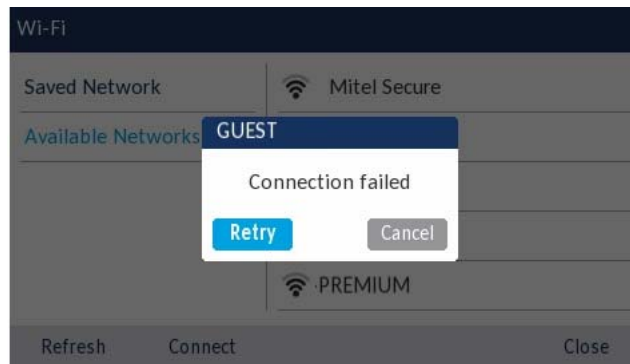 Wi-Fi
Saved Network
Mitel Secure
Available Networks
GUEST
Connection failed
Retry
Cancel
·PREMIUM
Refresh
Connect
Close